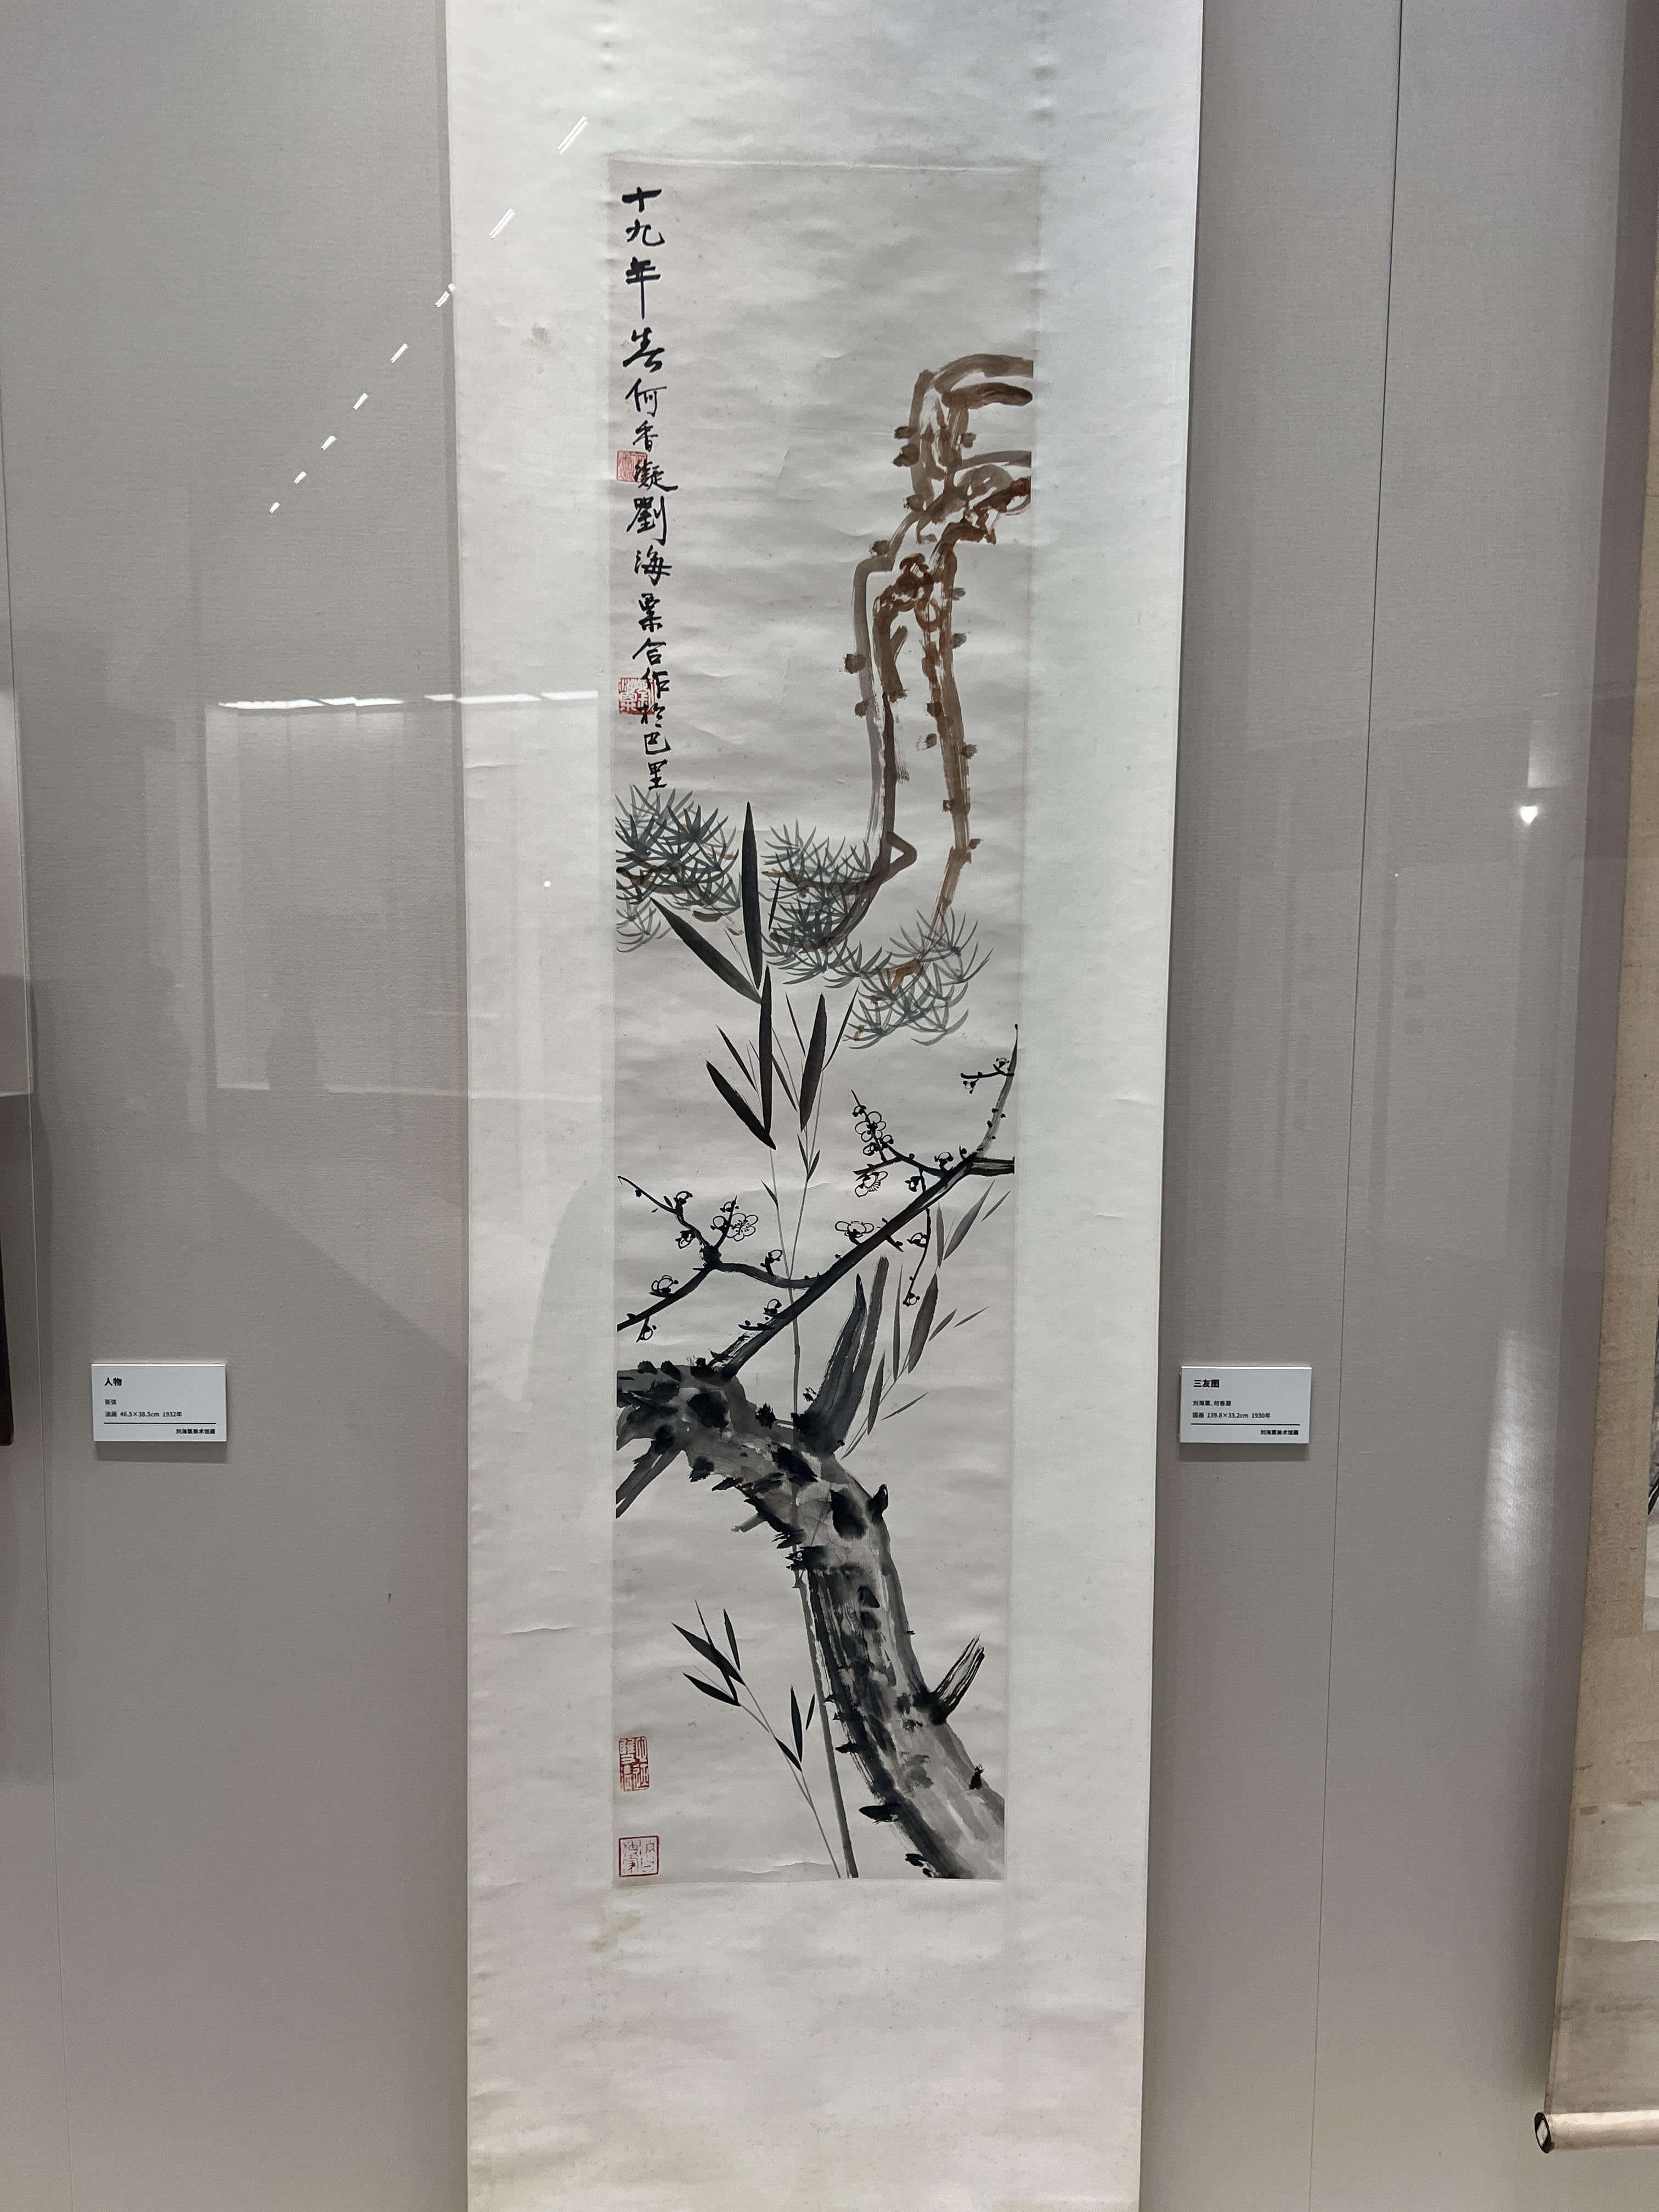 十九年春何香凝劉海粟合作於巴里
人物
张弦
油画 46.5×38.5cm 1932年
刘海粟美术馆藏
三友图
刘海粟、何香凝
国画 139.8×33.2cm 1930年
刘海粟美术馆藏